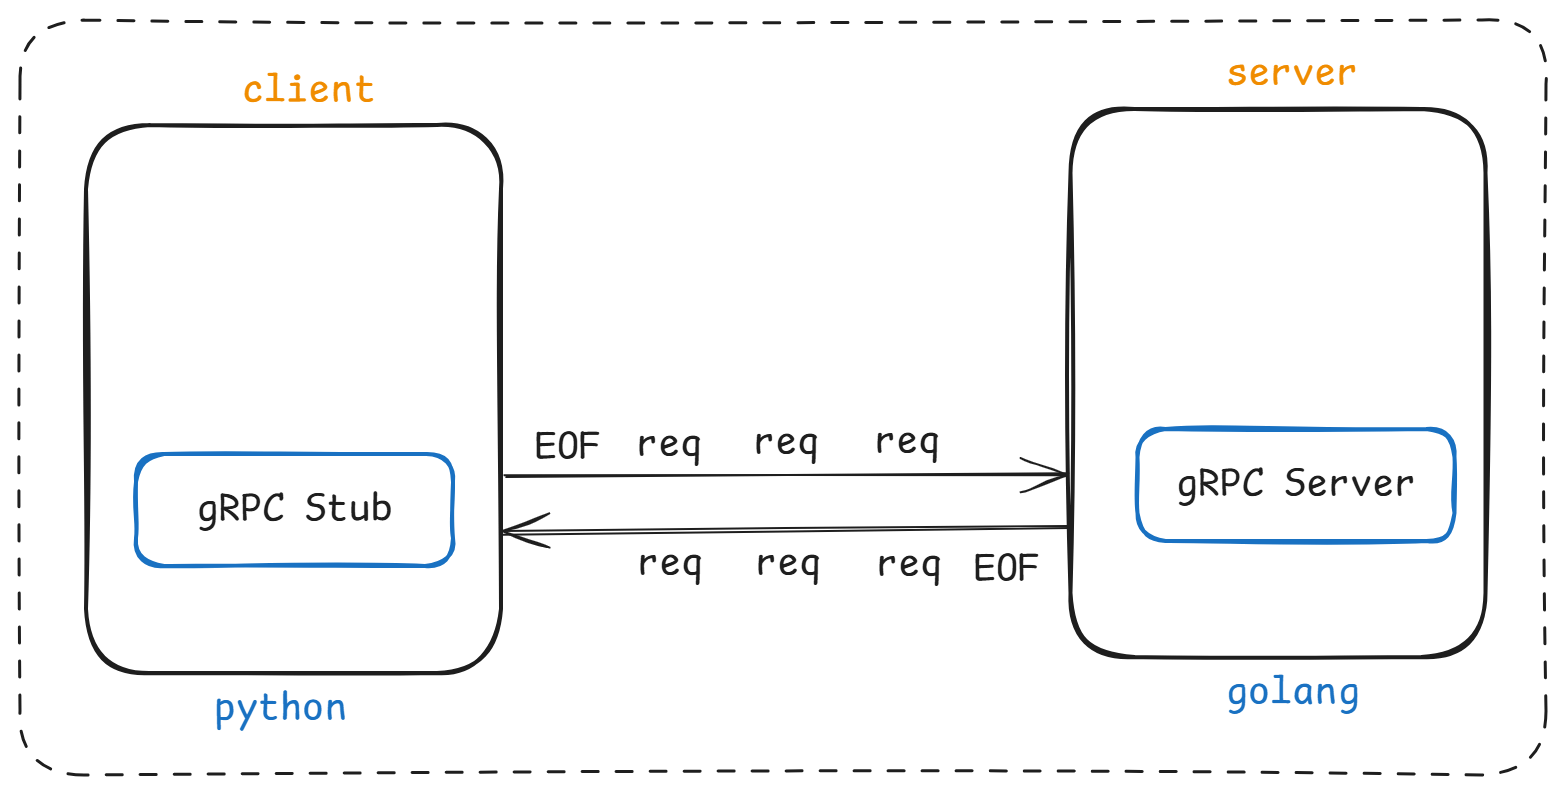 client
server
EOF req req req
gRPC Stub
gRPC Server
req req req EOF
python
golang